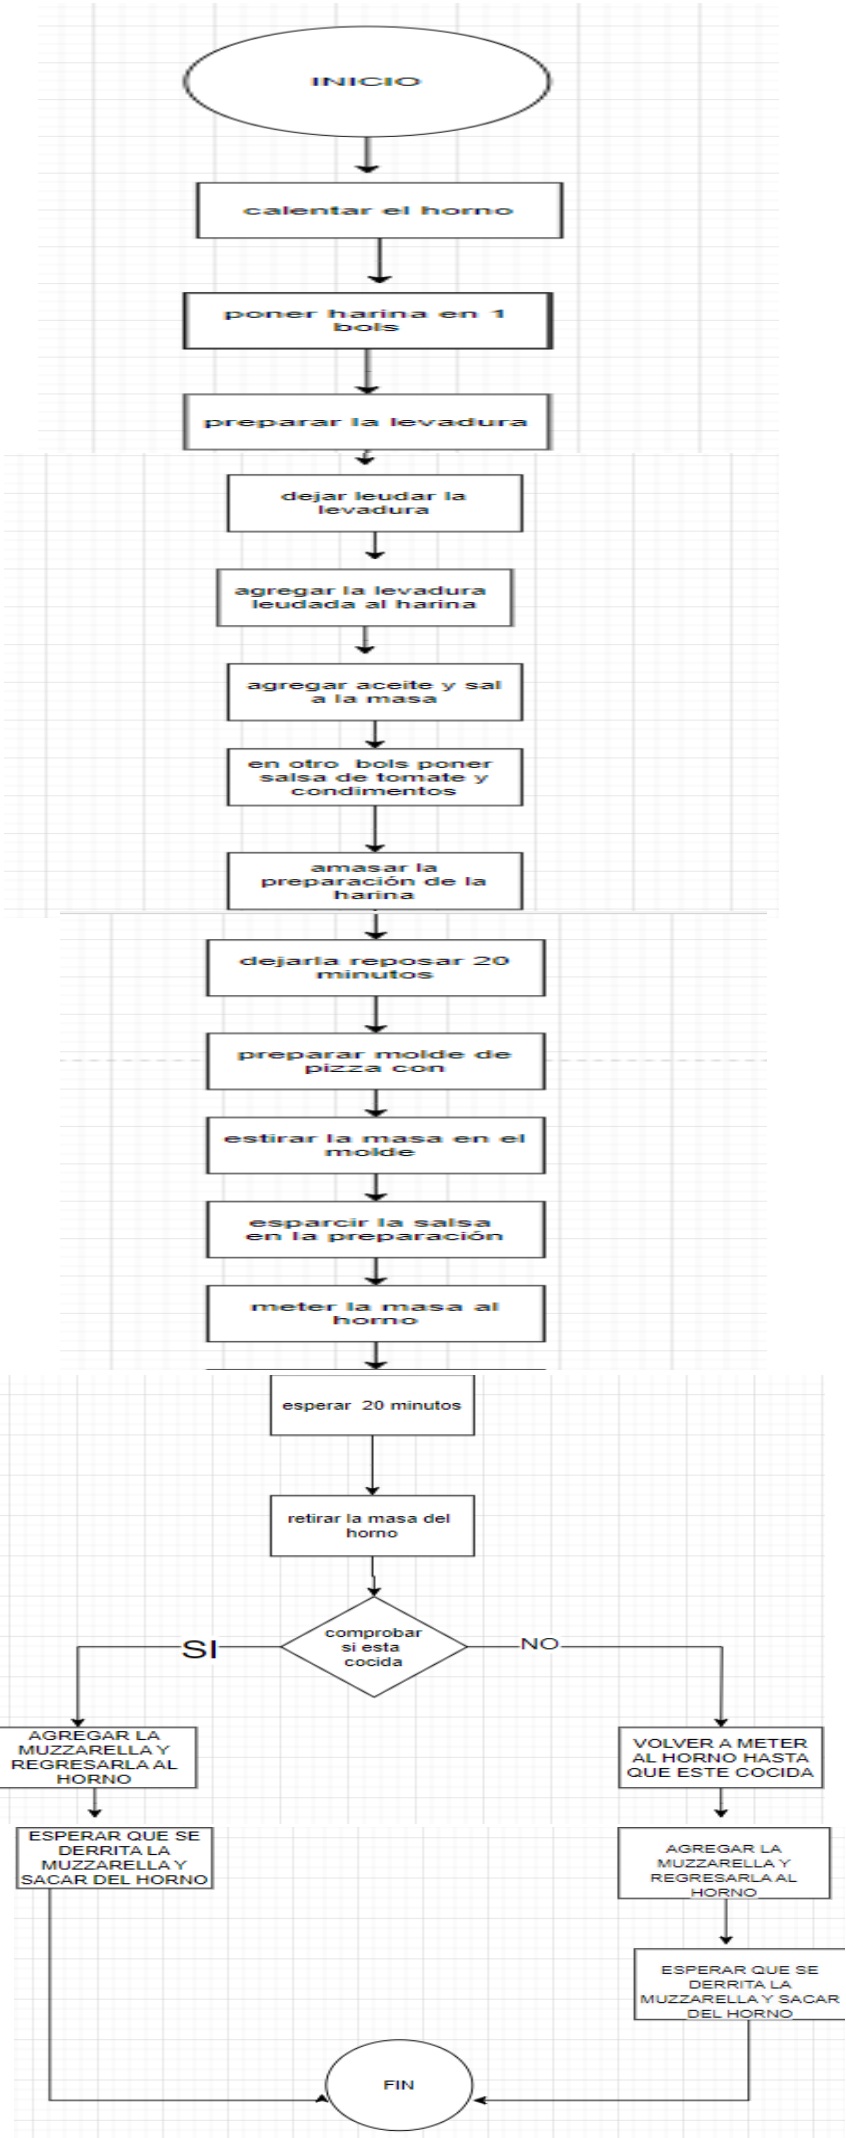 INICIO
calentar el horno
poner harina en 1
bols
preparar la levadura
dejar leudar la
levadura
agregar la levadura
leudada al harina
agregar aceite y sal
a la masa
en otro bols poner
salsa de tomate y
condimentos
amasar la
preparación de la
harina
dejarla reposar 20
minutos
preparar molde de
pizza con
estirar la masa en el
molde
esparcir la salsa
en la preparación
meter la masa al
horno
esperar 20 minutos
retirar la masa del
horno
comprobar
si esta
cocida
SI
NO
AGREGAR LA
MUZZARELLA Y
REGRESARLA AL
HORNO
VOLVER A METER
AL HORNO HASTA
QUE ESTE COCIDA
ESPERAR QUE SE
DERRITA LA
MUZZARELLA Y
SACAR DEL HORNO
AGREGAR LA
MUZZARELLA Y
REGRESARLA AL
HORNO
ESPERAR QUE SE
DERRITA LA
MUZZARELLA Y SACAR
DEL HORNO
FIN